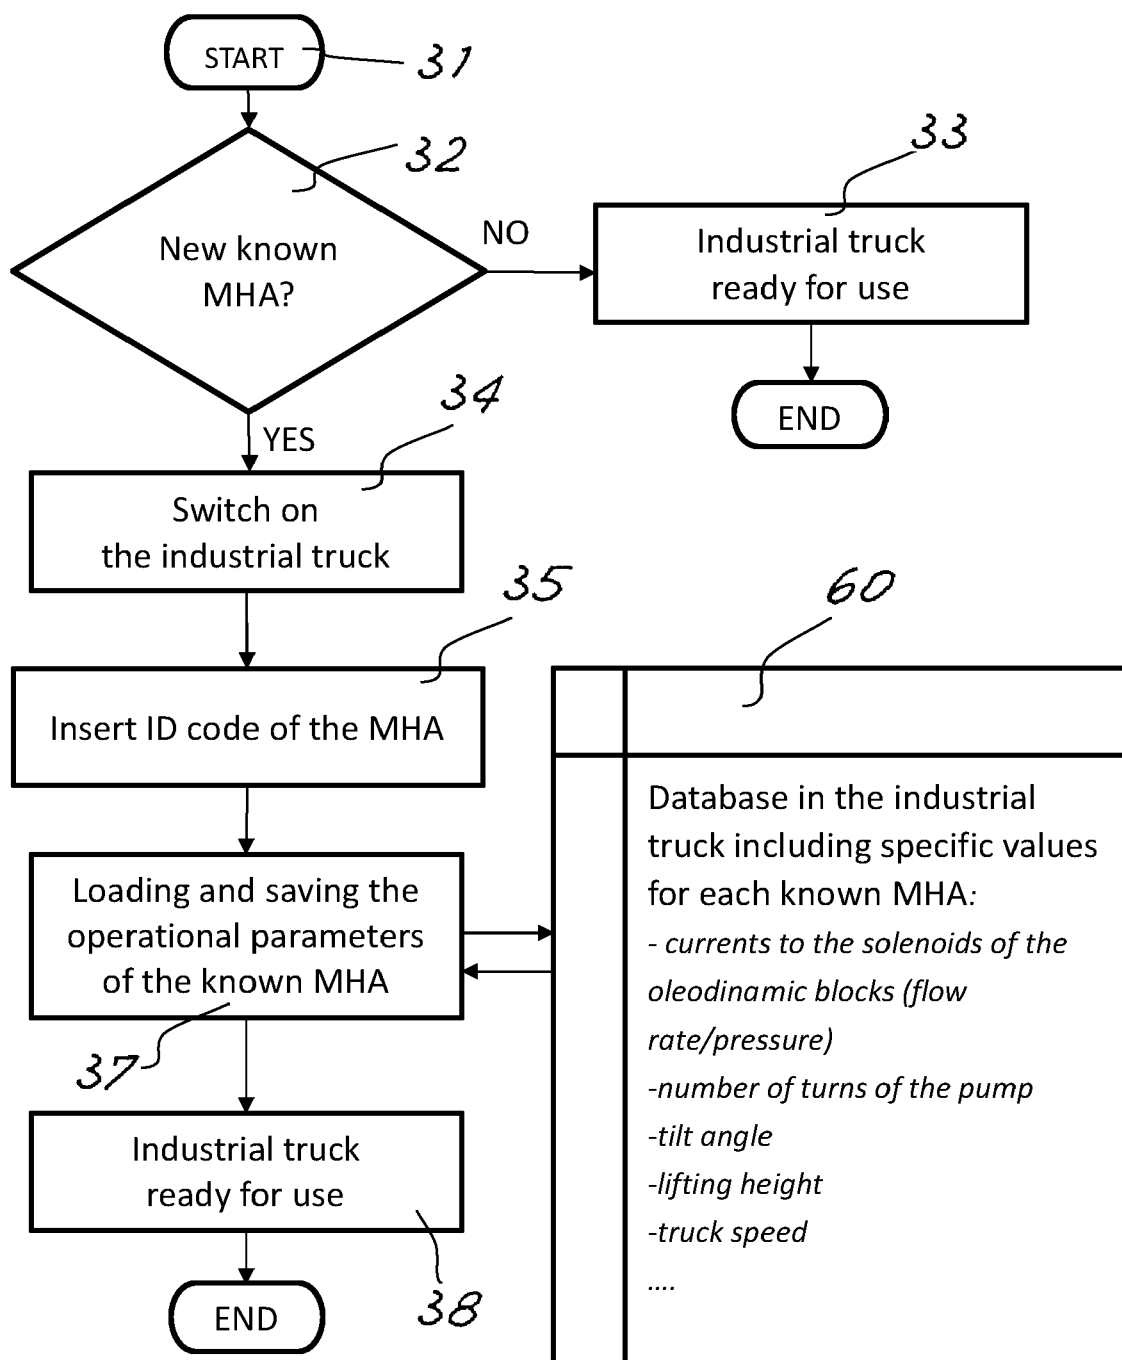 START
31
32
33
New known
MHA?
NO
Industrial truck
ready for use
END
YES
34
Switch on
the industrial truck
35
60
Insert ID code of the MHA
Database in the industrial
truck including specific values
for each known MHA:
- currents to the solenoids of the
oleodinamic blocks (flow
rate/pressure)
-number of turns of the pump
-tilt angle
-lifting height
-truck speed
....
Loading and saving the
operational parameters
of the known MHA
37
Industrial truck
ready for use
38
END